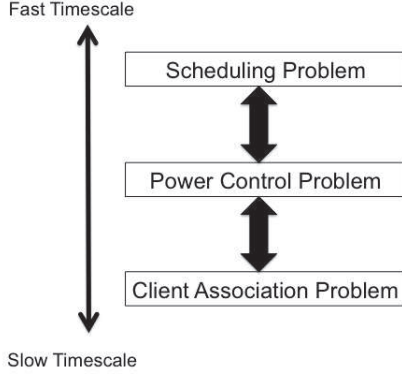 Fast Timescale
Scheduling Problem
Power Control Problem
Client Association Problem
Slow Timescale